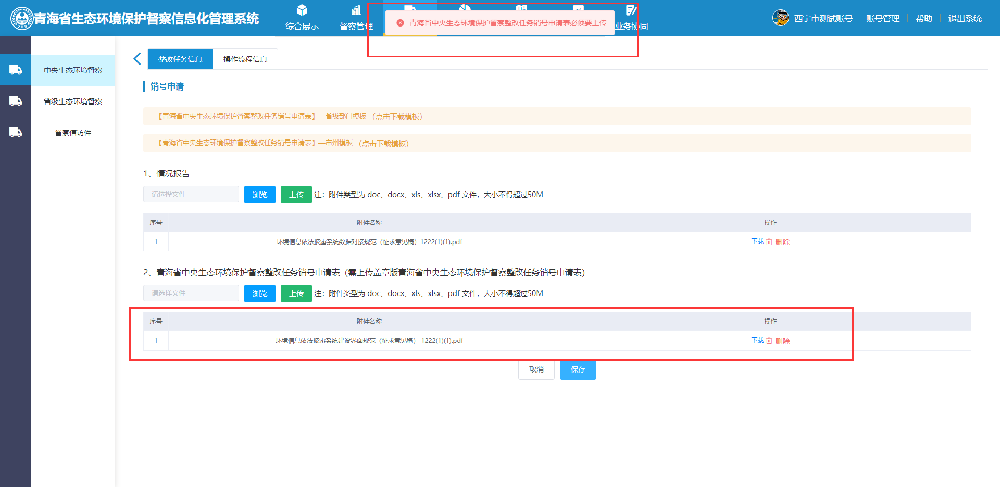 青海省生态环境保护督察信息化管理系统
综合展示
督察管理
青海省中央生态环境保护督察整改任务销号申请表必须要上传
业务协同
西宁市测试账号
账号管理
帮助
退出系统
中央生态环境督察
省级生态环境督察
督察信访件
整改任务信息
操作流程信息
销号申请
【青海省中央生态环境保护督察整改任务销号申请表】—省级部门模板 （点击下载模板）
【青海省中央生态环境保护督察整改任务销号申请表】—市州模板 （点击下载模板）
1、情况报告
请选择文件 浏览 上传 注：附件类型为 doc、docx、xls、xlsx、pdf 文件，大小不得超过50M
序号 附件名称 操作
1 环境信息依法披露系统数据对接规范（征求意见稿）1222(1)(1).pdf 下载 删除
2、青海省中央生态环境保护督察整改任务销号申请表（需上传盖章版青海省中央生态环境保护督察整改任务销号申请表）
请选择文件 浏览 上传 注：附件类型为 doc、docx、xls、xlsx、pdf 文件，大小不得超过50M
序号 附件名称 操作
1 环境信息依法披露系统建设界面规范（征求意见稿） 1222(1)(1).pdf 下载 删除
取消 保存